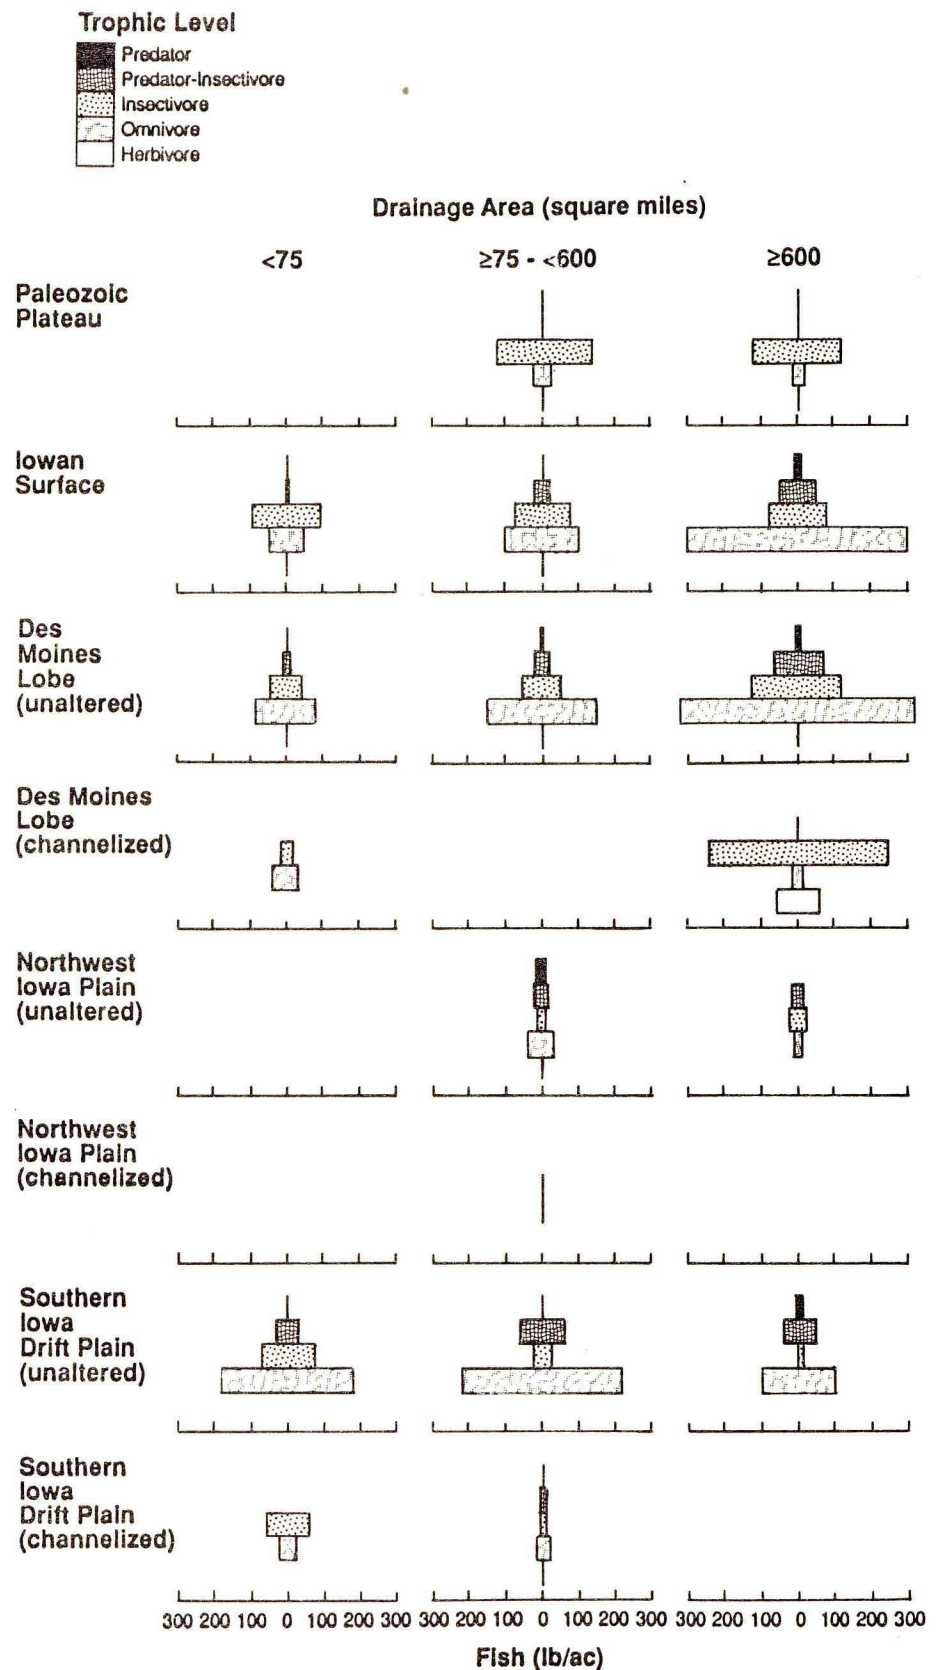 Trophic Level
Predator
Predator-Insectivore
Insectivore
Omnivore
Herbivore
Drainage Area (square miles)
<75 ≥75 - <600 ≥600
Paleozoic
Plateau
Iowan
Surface
Des
Moines
Lobe
(unaltered)
Des Moines
Lobe
(channelized)
Northwest
Iowa Plain
(unaltered)
Northwest
Iowa Plain
(channelized)
Southern
Iowa
Drift Plain
(unaltered)
Southern
Iowa
Drift Plain
(channelized)
300 200 100 0 100 200 300 300 200 100 0 100 200 300 300 200 100 0 100 200 300
Fish (lb/ac)